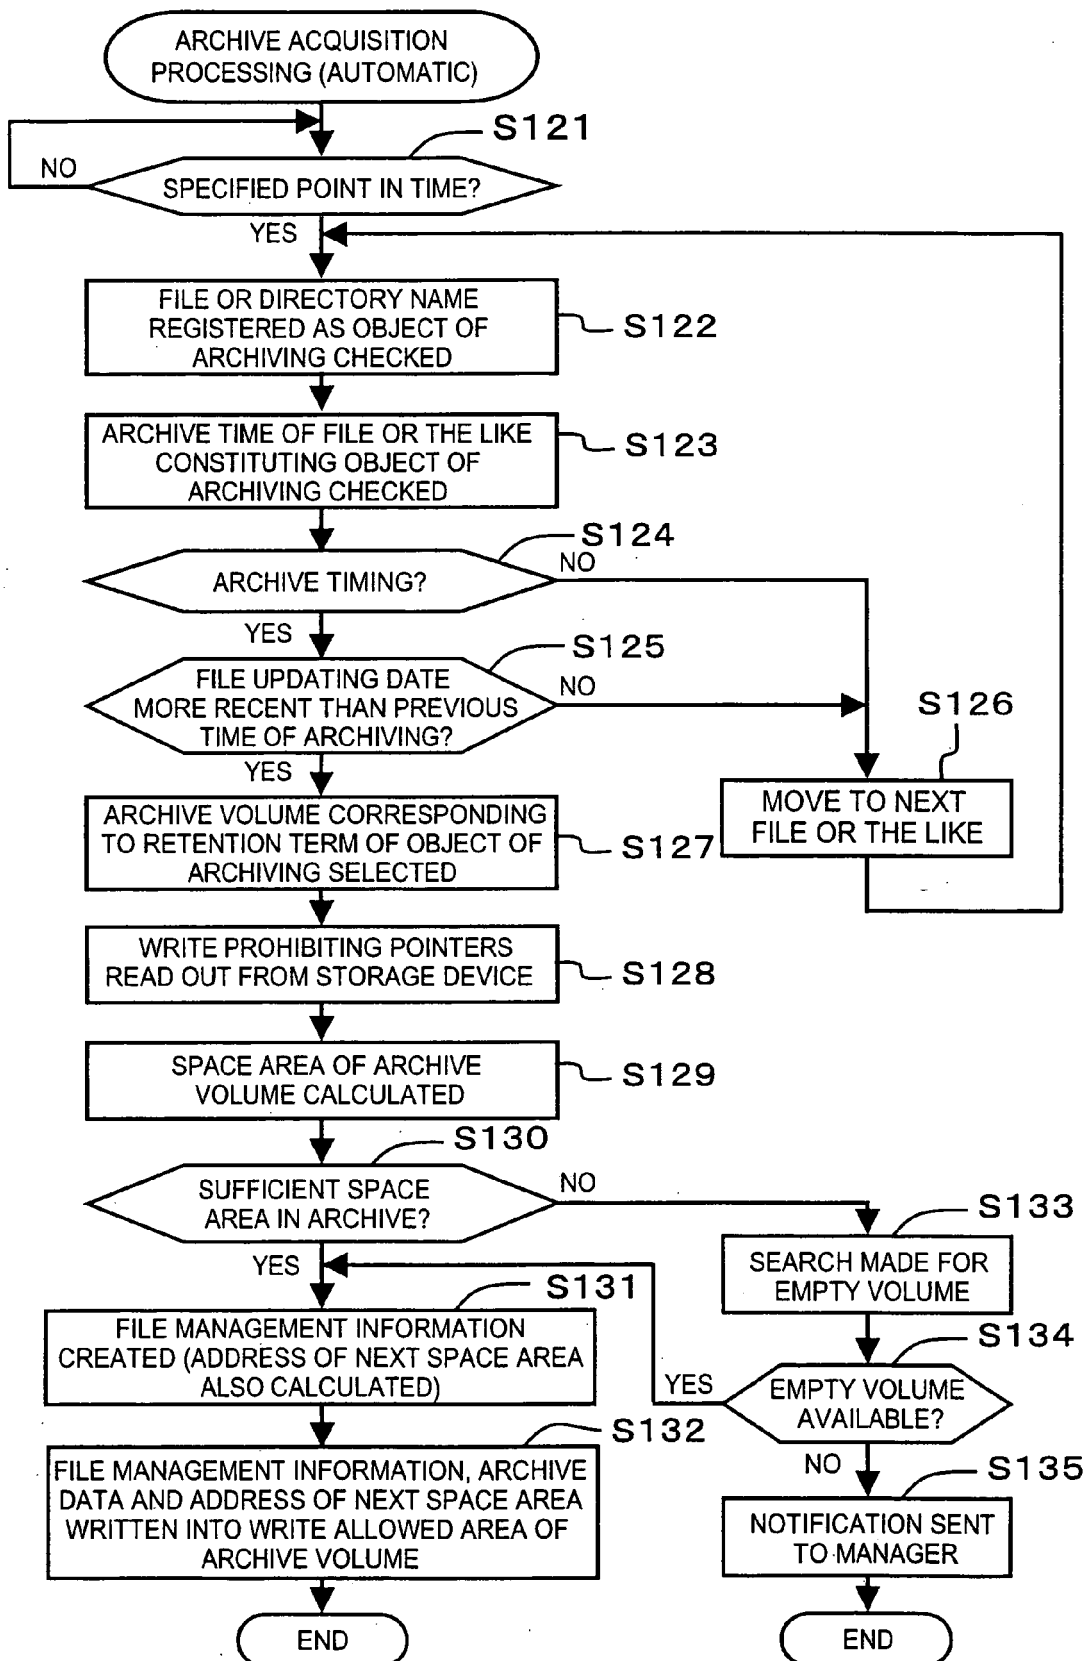 ARCHIVE ACQUISITION
PROCESSING (AUTOMATIC)
S121
NO
SPECIFIED POINT IN TIME?
YES
FILE OR DIRECTORY NAME
REGISTERED AS OBJECT OF
ARCHIVING CHECKED
S122
ARCHIVE TIME OF FILE OR THE LIKE
CONSTITUTING OBJECT OF
ARCHIVING CHECKED
S123
S124
ARCHIVE TIMING?
NO
YES
S125
FILE UPDATING DATE
MORE RECENT THAN PREVIOUS
TIME OF ARCHIVING?
NO
YES
S126
MOVE TO NEXT
FILE OR THE LIKE
ARCHIVE VOLUME CORRESPONDING
TO RETENTION TERM OF OBJECT OF
ARCHIVING SELECTED
S127
WRITE PROHIBITING POINTERS
READ OUT FROM STORAGE DEVICE
S128
SPACE AREA OF ARCHIVE
VOLUME CALCULATED
S129
S130
SUFFICIENT SPACE
AREA IN ARCHIVE?
NO
YES
S133
SEARCH MADE FOR
EMPTY VOLUME
S131
FILE MANAGEMENT INFORMATION
CREATED (ADDRESS OF NEXT SPACE AREA
ALSO CALCULATED)
S134
YES
EMPTY VOLUME
AVAILABLE?
NO
S132
FILE MANAGEMENT INFORMATION, ARCHIVE
DATA AND ADDRESS OF NEXT SPACE AREA
WRITTEN INTO WRITE ALLOWED AREA OF
ARCHIVE VOLUME
S135
NOTIFICATION SENT
TO MANAGER
END
END